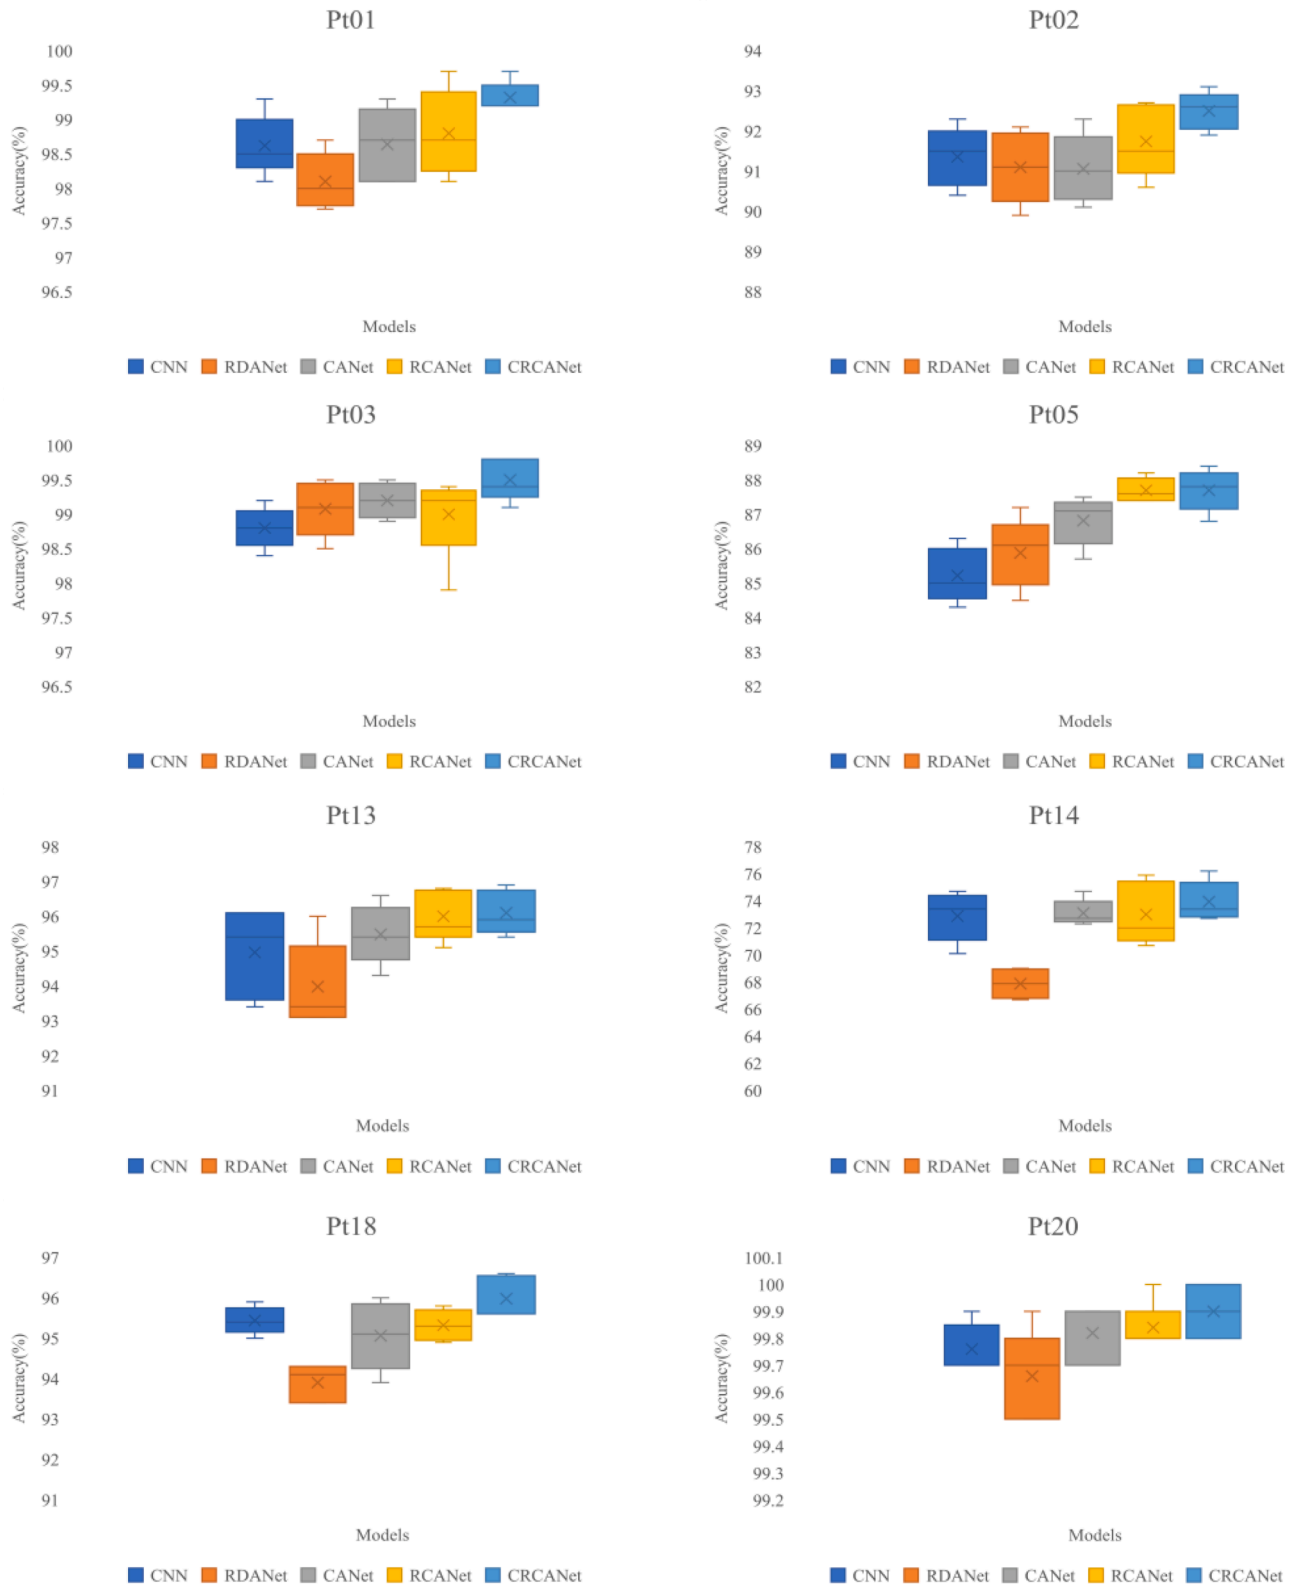 Pt01
100
99.5
99
98.5
98
97.5
97
96.5
Accuracy(%)
Models
CNN RDANet CANet RCANet CRCANet
Pt02
94
93
92
91
90
89
88
Accuracy(%)
Models
CNN RDANet CANet RCANet CRCANet
Pt03
100
99.5
99
98.5
98
97.5
97
96.5
Accuracy(%)
Models
CNN RDANet CANet RCANet CRCANet
Pt05
89
88
87
86
85
84
83
82
Accuracy(%)
Models
CNN RDANet CANet RCANet CRCANet
Pt13
98
97
96
95
94
93
92
91
Accuracy(%)
Models
CNN RDANet CANet RCANet CRCANet
Pt14
78
76
74
72
70
68
66
64
62
60
Accuracy(%)
Models
CNN RDANet CANet RCANet CRCANet
Pt18
97
96
95
94
93
92
91
Accuracy(%)
Models
CNN RDANet CANet RCANet CRCANet
Pt20
100.1
100
99.9
99.8
99.7
99.6
99.5
99.4
99.3
99.2
Accuracy(%)
Models
CNN RDANet CANet RCANet CRCANet